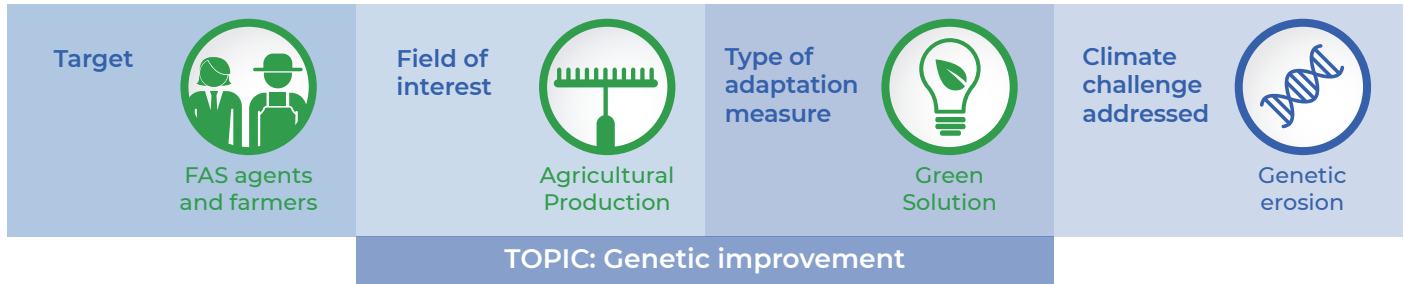 Target
FAS agents
and farmers
Field of
interest
Agricultural
Production
Type of
adaptation
measure
Green
Solution
Climate
challenge
addressed
Genetic
erosion
TOPIC: Genetic improvement